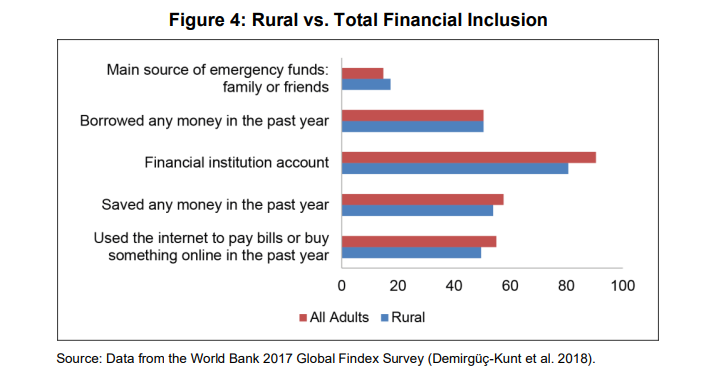 Figure 4: Rural vs. Total Financial Inclusion
Main source of emergency funds:
family or friends
Borrowed any money in the past year
Financial institution account
Saved any money in the past year
Used the internet to pay bills or buy
something online in the past year
0 20 40 60 80 100
All Adults Rural
Source: Data from the World Bank 2017 Global Findex Survey (Demirgüç-Kunt et al. 2018).